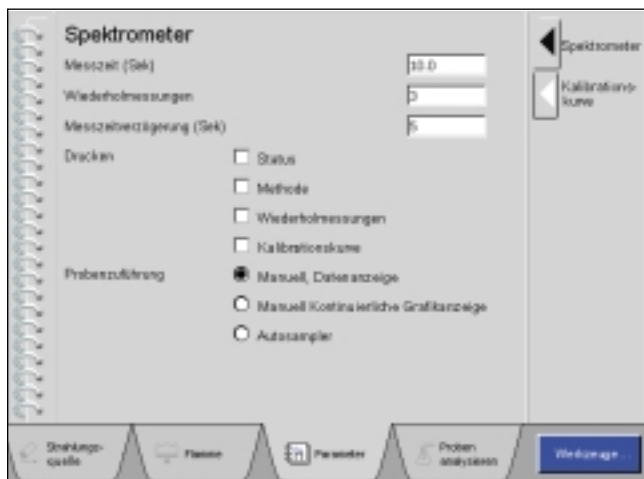 Spektrometer
Messzeit (Sek) 10.0
Wiederholmessungen 3
Messzeitverzögerung (Sek) 5
Drucken
Status
Methode
Wiederholmessungen
Kalibrationskurve
Probenzuführung
Manuell, Datenanzeige
Manuell Kontinuierliche Grafikanzeige
Autosampler
Spektrometer
Kalibrations-
kurve
Strahlungs-
quelle
Flamme
Parameter
Proben
analysieren
Werkzeuge ...